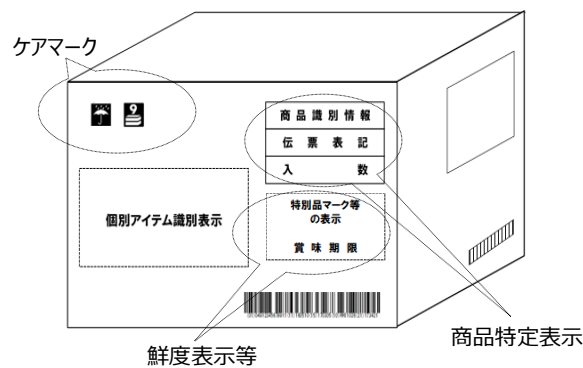 ケアマーク
9
商品識別情報
伝票表記
入数
個別アイテム識別表示
特別品マーク等
の表示
賞味期限
鮮度表示等
商品特定表示